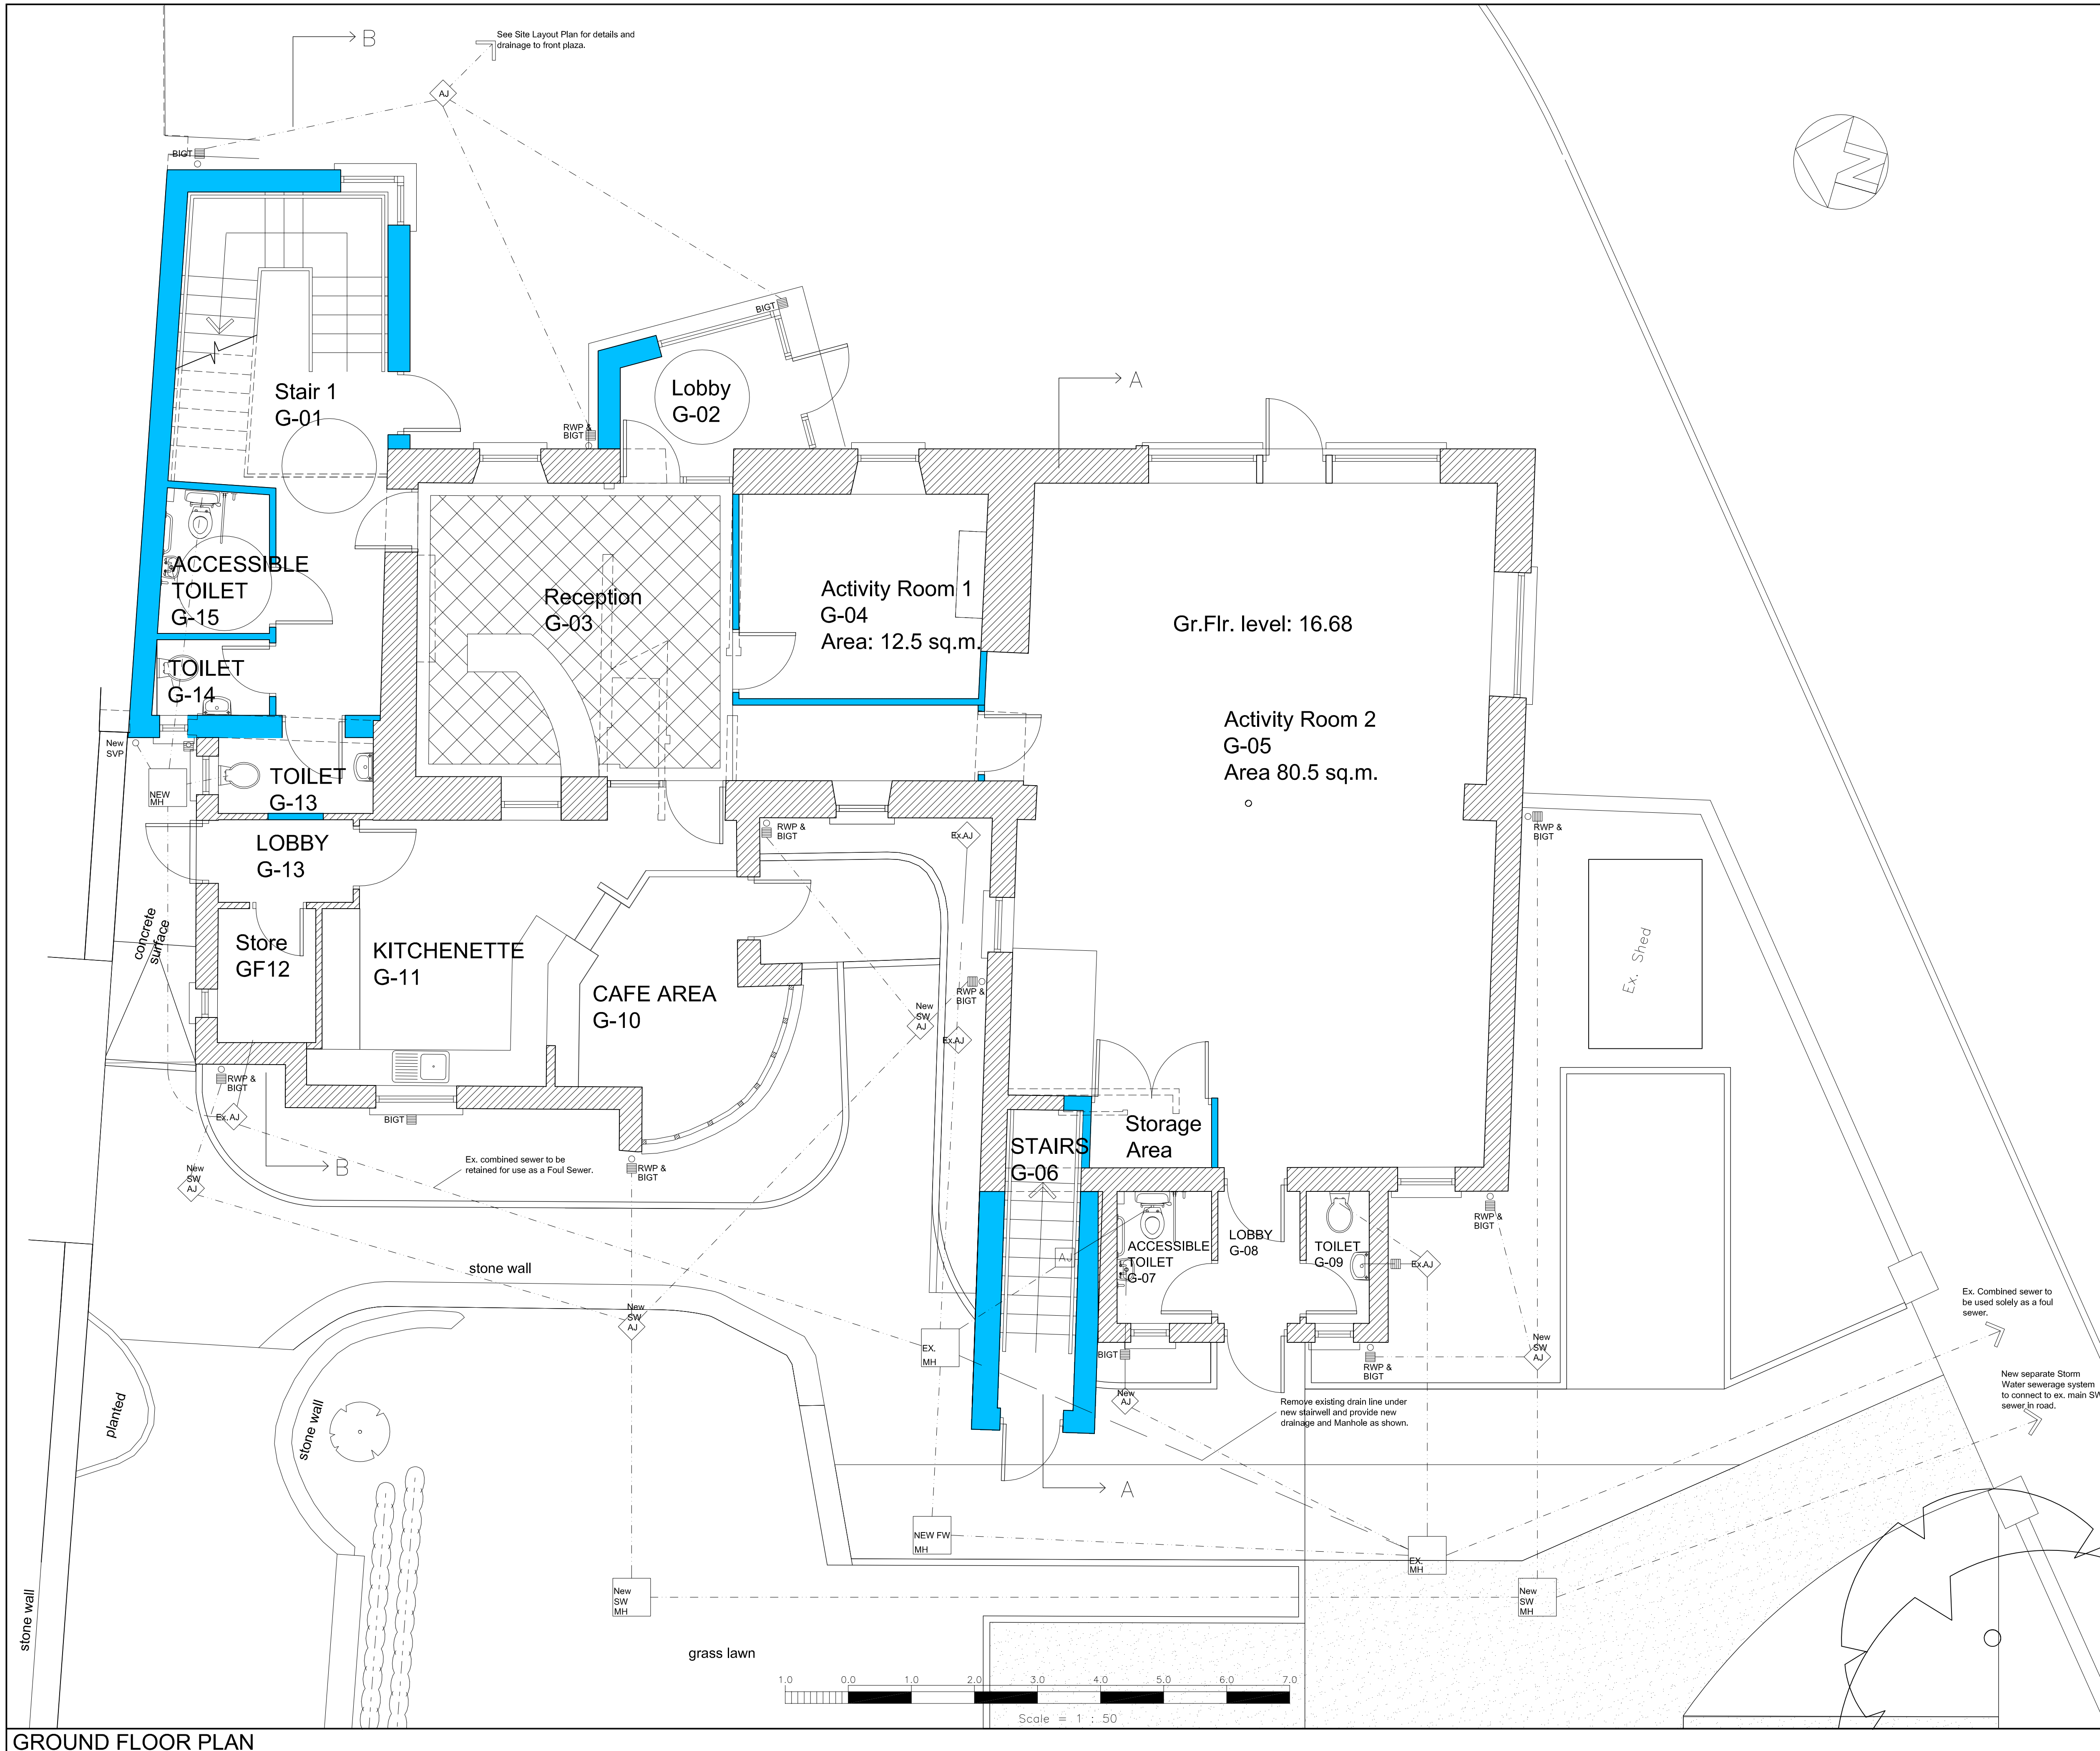 B
See Site Layout Plan for details and
drainage to front plaza.
AJ
BIGT
N
BIGT
Lobby
G-02
A
Stair 1
G-01
RWP &
BIGT
ACCESSIBLE
TOILET
G-15
Reception
G-03
Activity Room 1
G-04
Area: 12.5 sq.m.
Gr.Flr. level: 16.68
TOILET
G-14
Activity Room 2
G-05
Area 80.5 sq.m.
New
SVP
NEW
MH
TOILET
G-13
LOBBY
G-13
RWP &
BIGT
Ex.AJ
RWP &
BIGT
concrete
surface
Store
GF12
KITCHENETTE
G-11
CAFE AREA
G-10
RWP &
BIGT
New
SW
AJ
Ex.AJ
Ex. Shed
RWP &
BIGT
Ex.AJ
BIGT
B
New
SW
AJ
Ex. combined sewer to be
retained for use as a Foul Sewer.
RWP &
BIGT
STAIRS
G-06
Storage
Area
RWP &
BIGT
AJ
ACCESSIBLE
TOILET
G-07
LOBBY
G-08
TOILET
G-09
Ex.AJ
stone wall
New
SW
AJ
EX.
MH
BIGT
RWP &
BIGT
New
SW
AJ
Ex. Combined sewer to
be used solely as a foul
sewer.
New separate Storm
Water sewerage system
to connect to ex. main SW
sewer in road.
planted
stone wall
New
AJ
Remove existing drain line under
new stairwell and provide new
drainage and Manhole as shown.
A
NEW FW
MH
EX.
MH
New
SW
MH
New
SW
MH
stone wall
grass lawn
1.0 0.0 1.0 2.0 3.0 4.0 5.0 6.0 7.0
Scale = 1 : 50
GROUND FLOOR PLAN